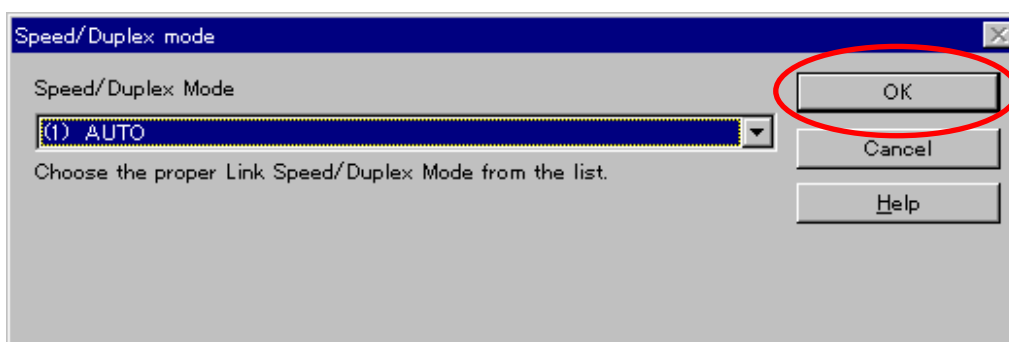 Speed/Duplex mode
Speed/Duplex Mode
OK
(1) AUTO
Cancel
Choose the proper Link Speed/Duplex Mode from the list.
Help